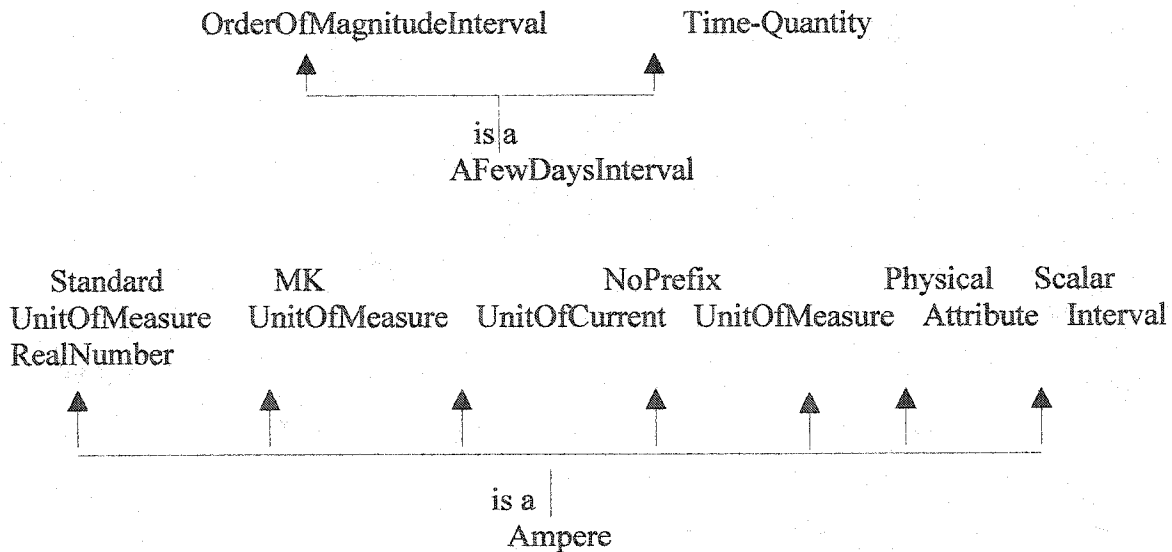 OrderOfMagnitudeInterval Time-Quantity
is a
AFewDaysInterval
Standard MK NoPrefix Physical Scalar
UnitOfMeasure UnitOfMeasure UnitOfCurrent UnitOfMeasure Attribute Interval
RealNumber
is a
Ampere